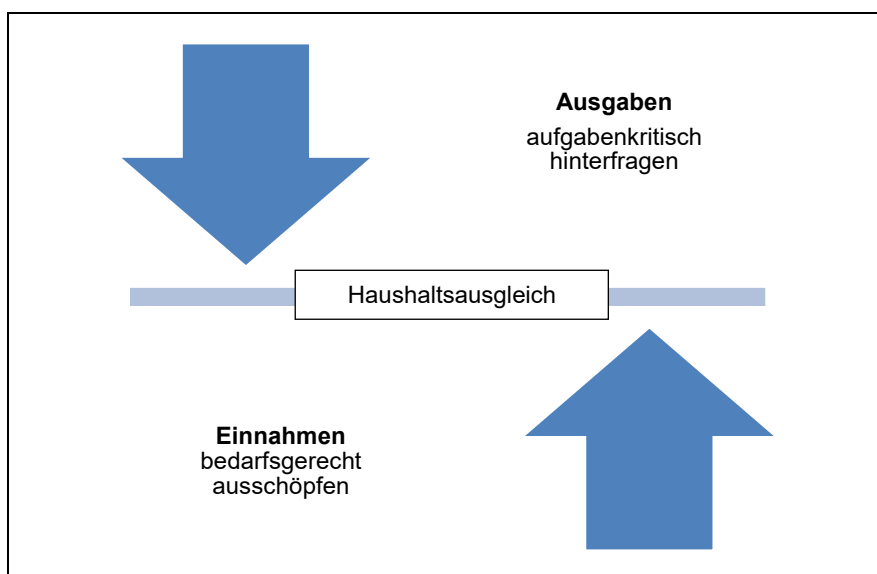 Ausgaben
aufgabenkritisch
hinterfragen
Haushaltsausgleich
Einnahmen
bedarfsgerecht
ausschöpfen